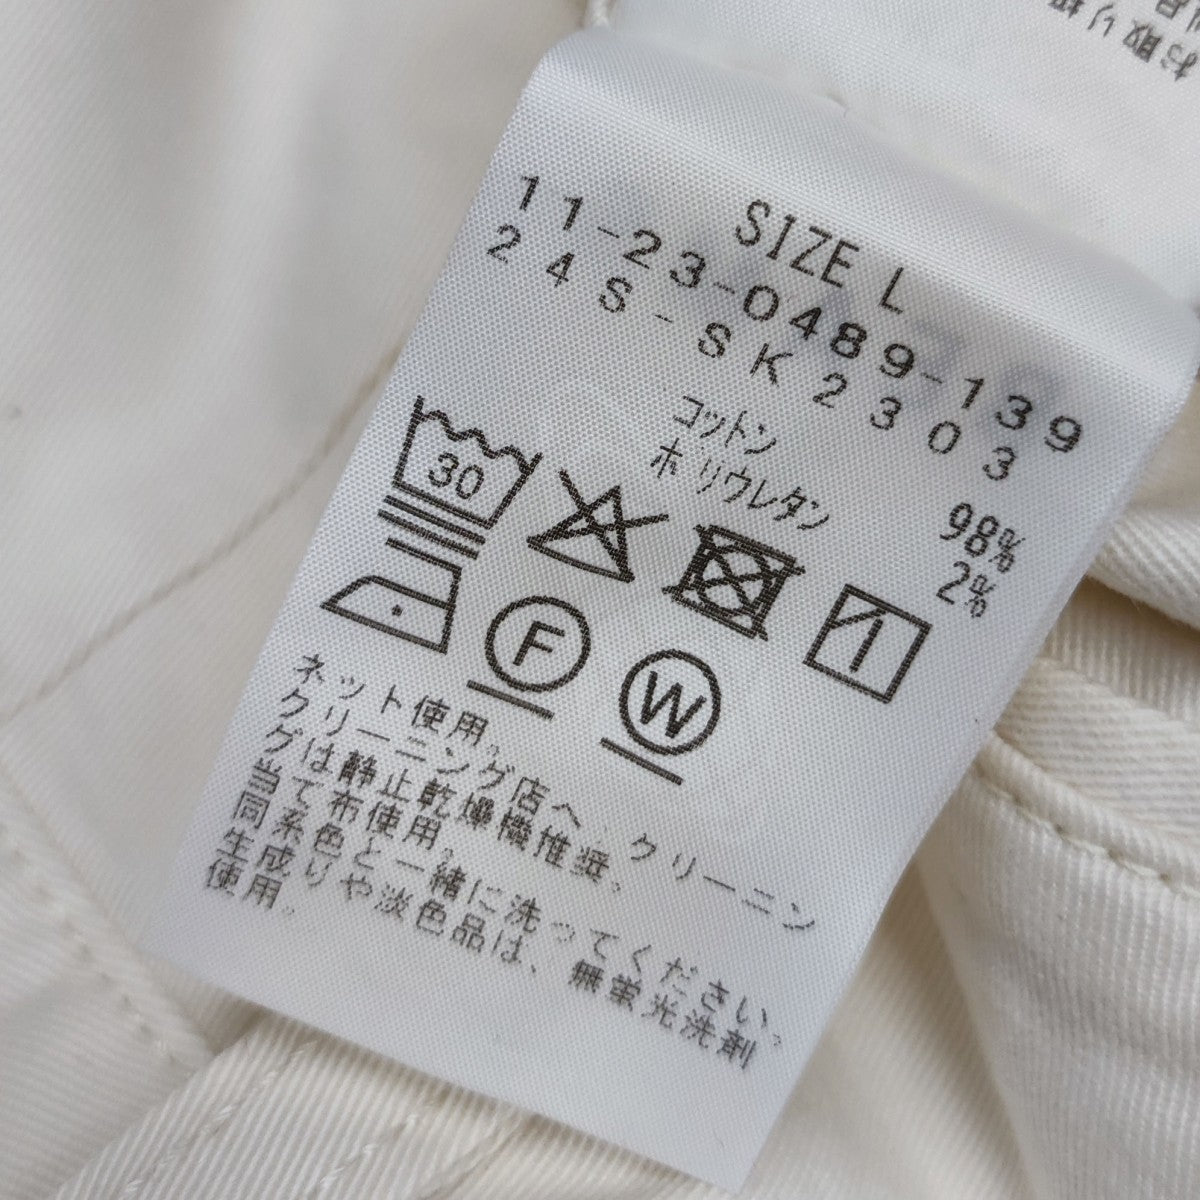 お取り
SIZE L
11-23-0489-139
24S-SK2303
コットン 98%
ポリウレタン 2%
30
F
W
ネット使用。
クリーニング店へ、クリーニン
グは静止乾燥機推奨。
当て布使用。
同系色と一緒に洗ってください。
生成りや淡色品は、無蛍光洗剤
使用。